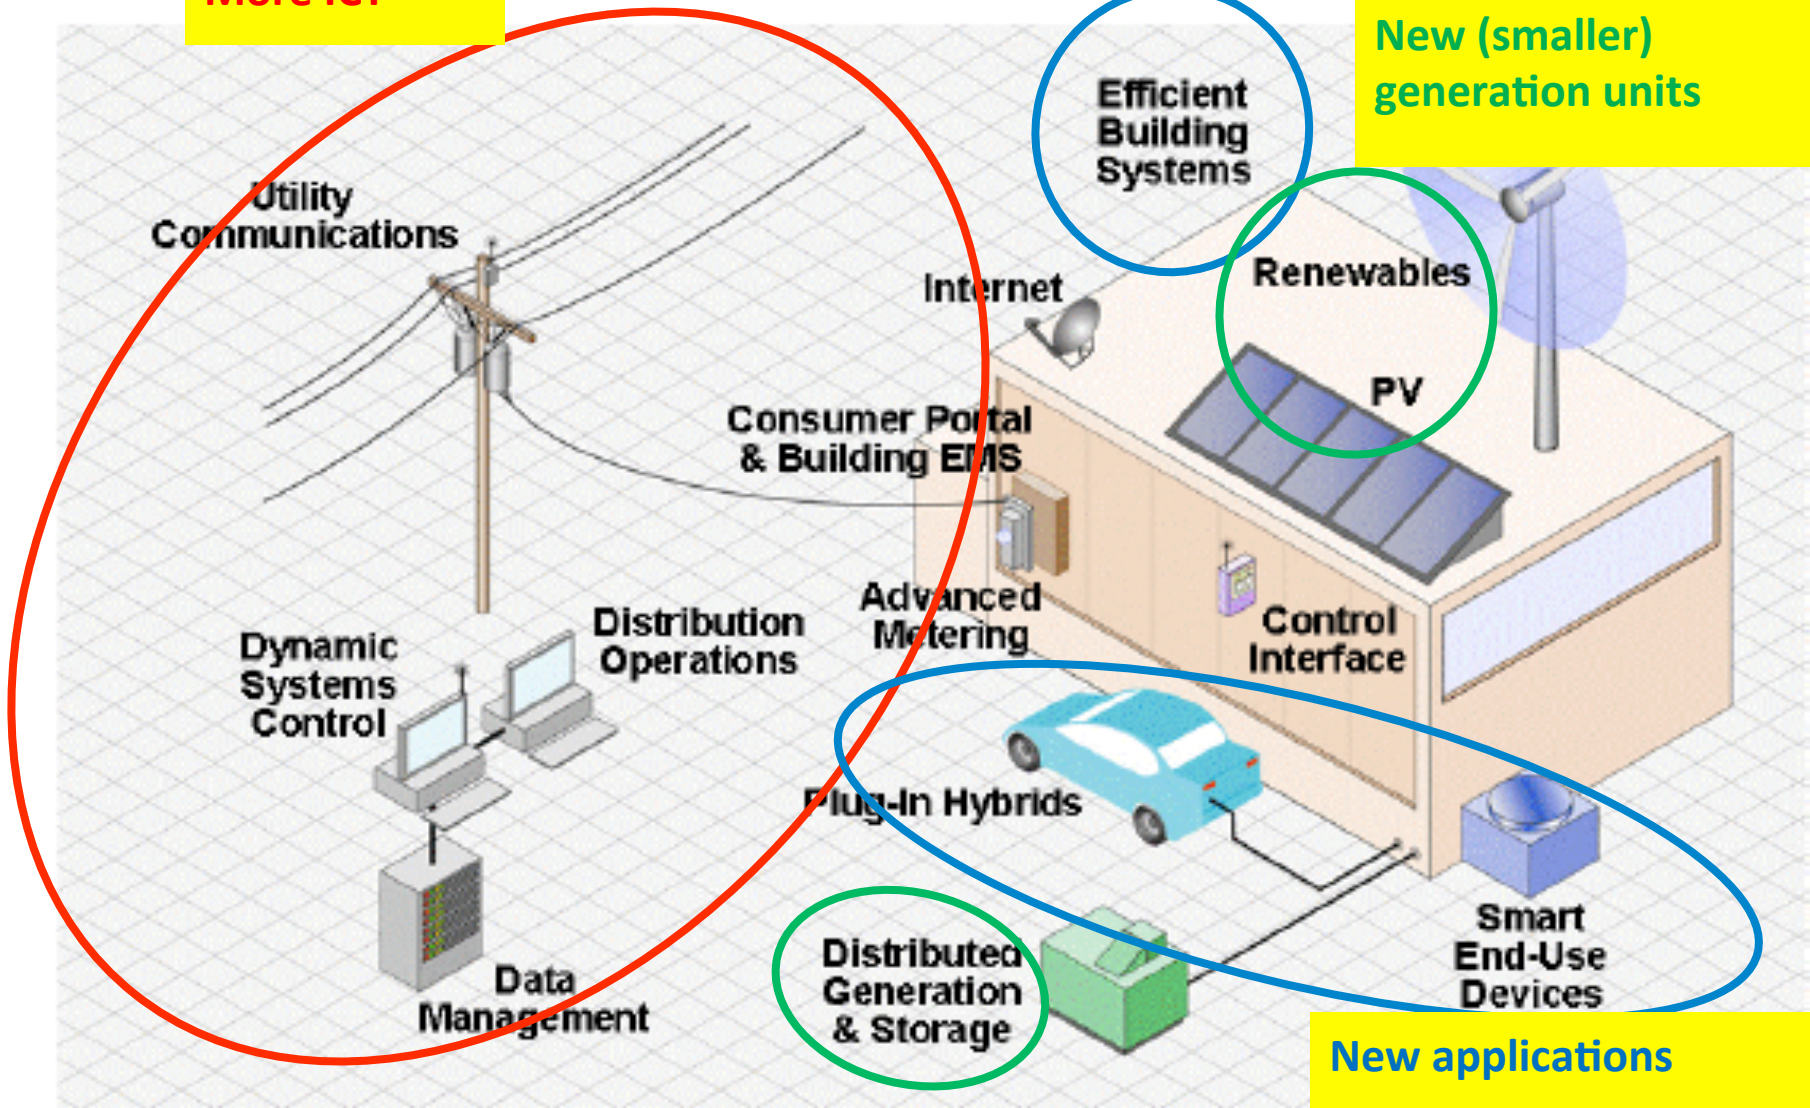 More ICT
New (smaller)
generation units
Efficient
Building
Systems
Utility
Communications
Internet
Renewables
PV
Consumer Portal
& Building EMS
Advanced
Metering
Control
Interface
Distribution
Operations
Dynamic
Systems
Control
Plug-In Hybrids
Smart
End-Use
Devices
Distributed
Generation
& Storage
Data
Management
New applications